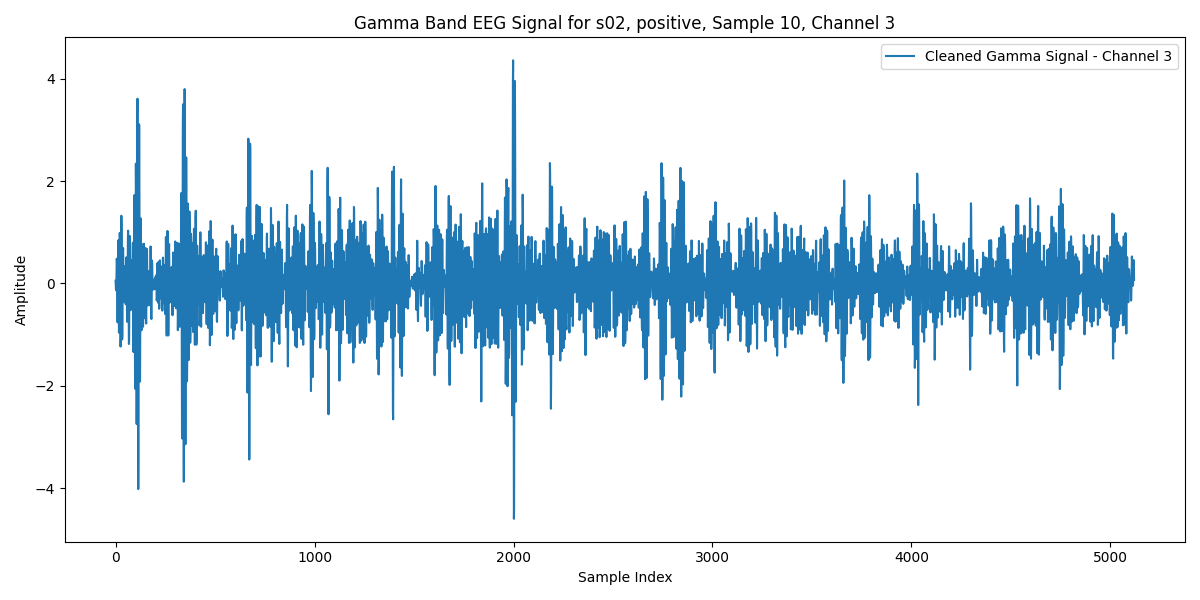 Gamma Band EEG Signal for s02, positive, Sample 10, Channel 3
Cleaned Gamma Signal - Channel 3
4
2
0
−2
−4
Amplitude
0 1000 2000 3000 4000 5000
Sample Index